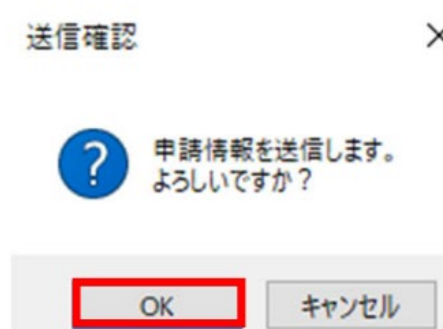 送信確認
申請情報を送信します。
よろしいですか?
OK
キャンセル